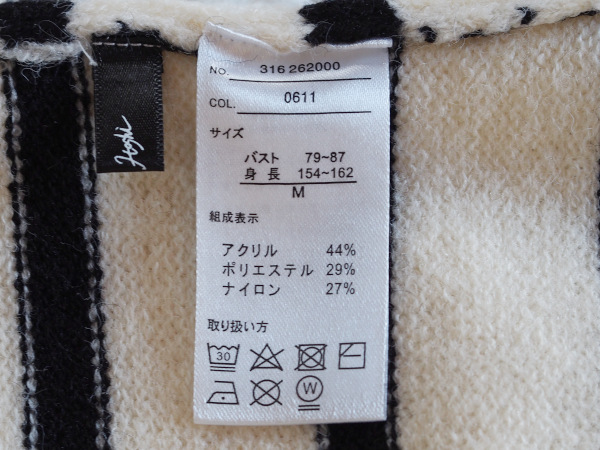 NO. 316 262000
COL. 0611
サイズ
バスト 79~87
身 長 154~162
M
組成表示
アクリル 44%
ポリエステル 29%
ナイロン 27%
取り扱い方
30
W